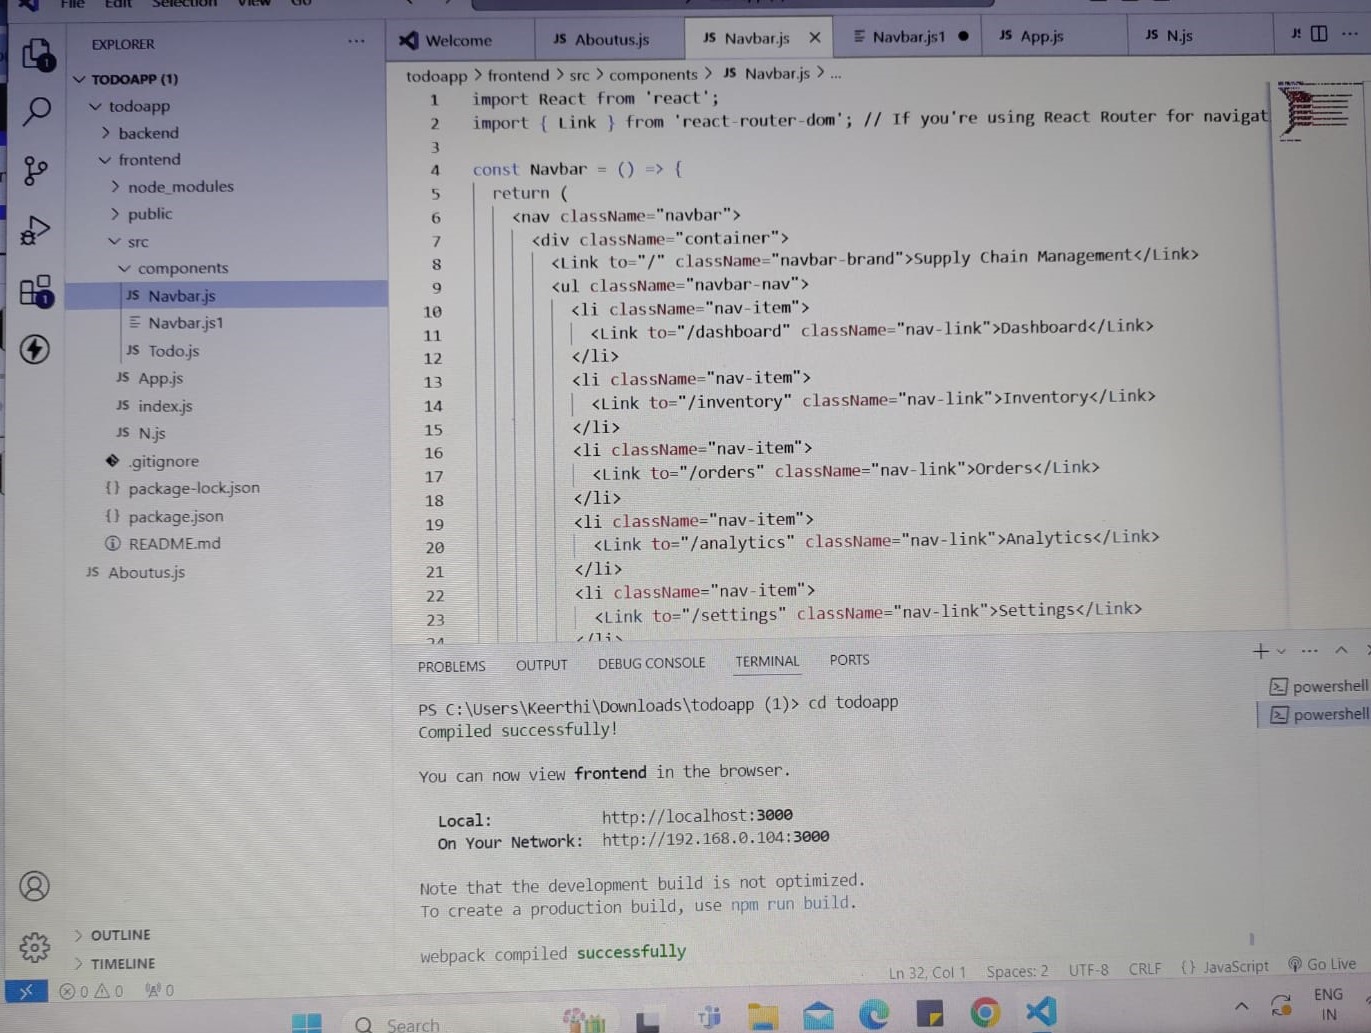 File Edit Selection View Go
EXPLORER
TODOAPP (1)
todoapp
backend
frontend
node_modules
public
src
components
JS Navbar.js
Navbar.js1
JS Todo.js
JS App.js
JS index.js
JS N.js
.gitignore
{} package-lock.json
{} package.json
README.md
JS Aboutus.js
OUTLINE
TIMELINE
Welcome JS Aboutus.js JS Navbar.js × Navbar.js1 JS App.js JS N.js
todoapp > frontend > src > components > JS Navbar.js > ...
1 import React from 'react';
2 import { Link } from 'react-router-dom'; // If you're using React Router for navigat
3
4 const Navbar = () => {
5 return (
6 <nav className="navbar">
7 <div className="container">
8 <Link to="/" className="navbar-brand">Supply Chain Management</Link>
9 <ul className="navbar-nav">
10 <li className="nav-item">
11 <Link to="/dashboard" className="nav-link">Dashboard</Link>
12 </li>
13 <li className="nav-item">
14 <Link to="/inventory" className="nav-link">Inventory</Link>
15 </li>
16 <li className="nav-item">
17 <Link to="/orders" className="nav-link">Orders</Link>
18 </li>
19 <li className="nav-item">
20 <Link to="/analytics" className="nav-link">Analytics</Link>
21 </li>
22 <li className="nav-item">
23 <Link to="/settings" className="nav-link">Settings</Link>
24 </li>
PROBLEMS OUTPUT DEBUG CONSOLE TERMINAL PORTS
powershell
powershell
PS C:\Users\Keerthi\Downloads\todoapp (1)> cd todoapp
Compiled successfully!
You can now view frontend in the browser.
Local: http://localhost:3000
On Your Network: http://192.168.0.104:3000
Note that the development build is not optimized.
To create a production build, use npm run build.
webpack compiled successfully
0 0 0 Ln 32, Col 1 Spaces: 2 UTF-8 CRLF {} JavaScript Go Live
Search
ENG
IN